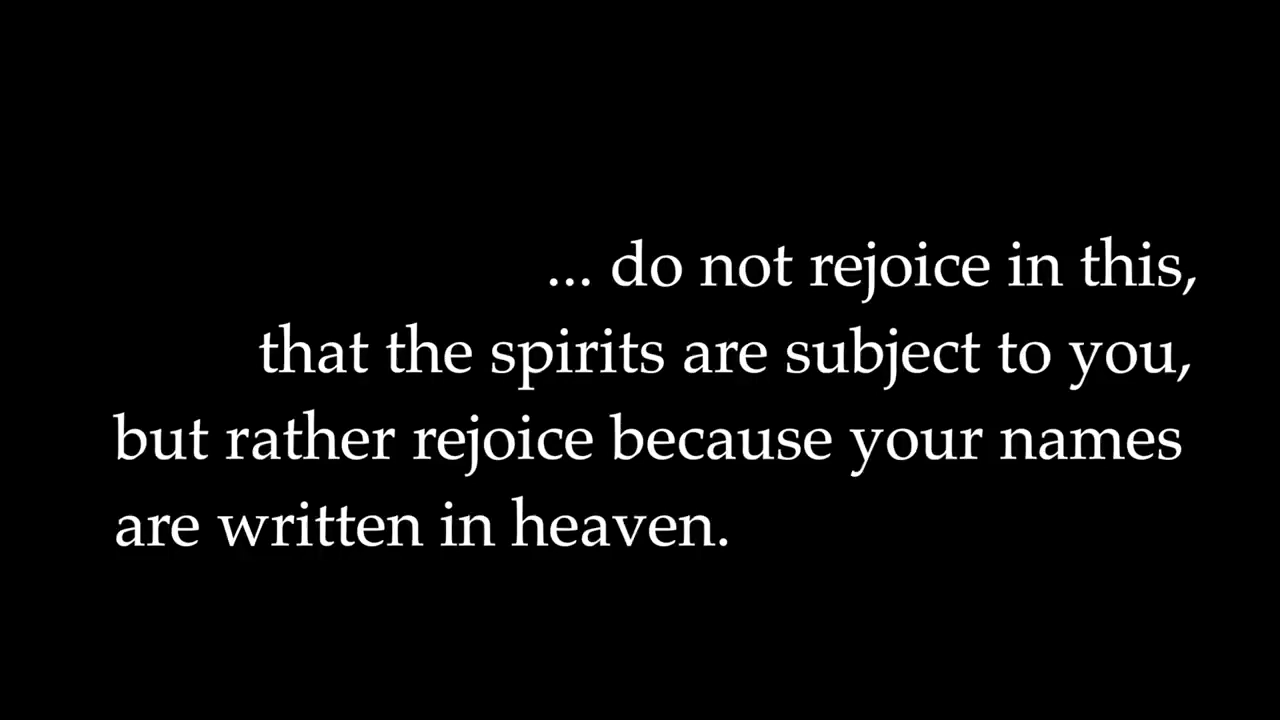 ... do not rejoice in this,
that the spirits are subject to you,
but rather rejoice because your names
are written in heaven.